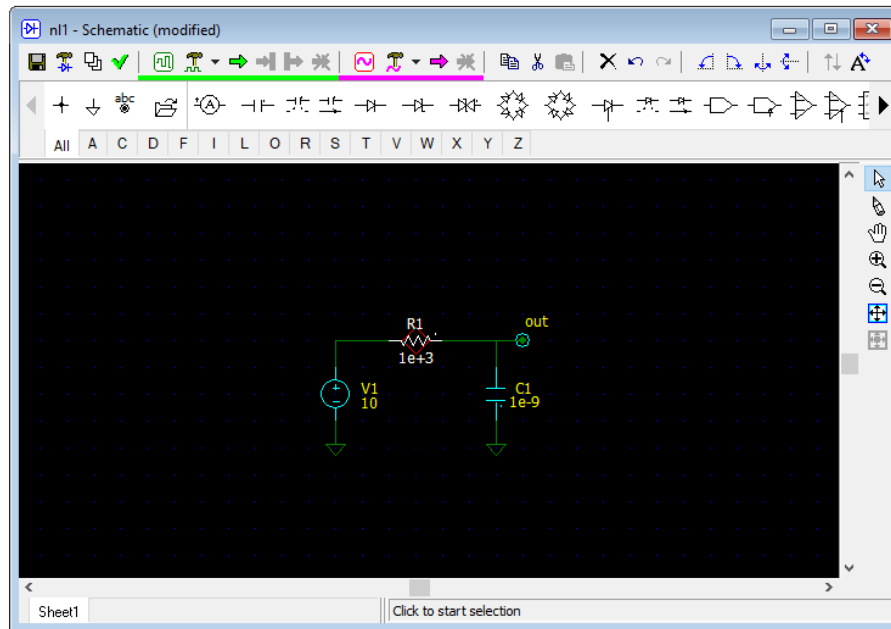 nl1 - Schematic (modified)
abc
A
A
All A C D F I L O R S T V W X Y Z
R1
out
1e+3
V1
10
C1
1e-9
Sheet1
Click to start selection